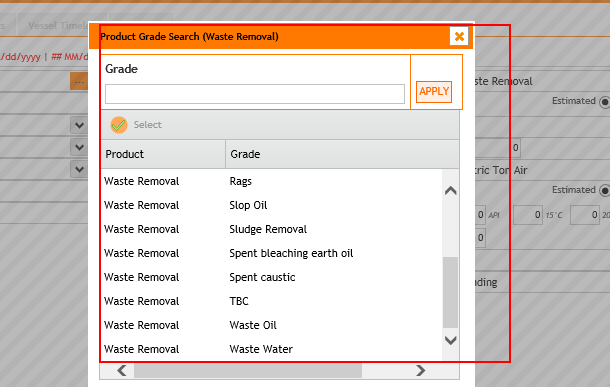 Vessel Timeli
/dd/yyyy | ## MM/d
Product Grade Search (Waste Removal)
Grade
APPLY
Select
Product Grade
Waste Removal Rags
Waste Removal Slop Oil
Waste Removal Sludge Removal
Waste Removal Spent bleaching earth oil
Waste Removal Spent caustic
Waste Removal TBC
Waste Removal Waste Oil
Waste Removal Waste Water
ste Removal
Estimated
0
tric Ton Air
Estimated
0 API 0 15°C 0 20
0
nding